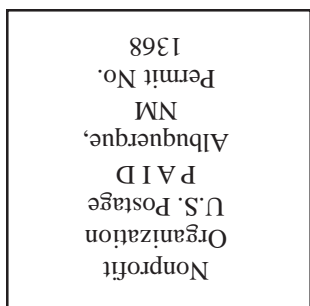 Nonprofit
Organization
U.S. Postage
P A I D
Albuquerque,
NM
Permit No.
1368